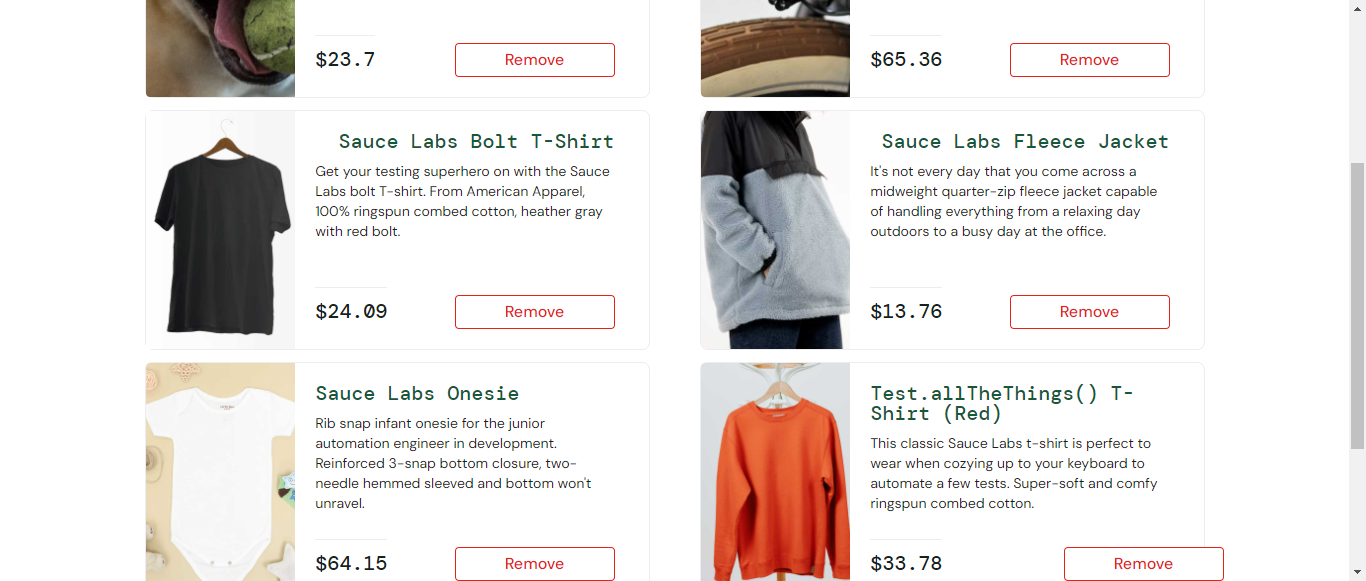 $23.7
Remove
$65.36
Remove
Sauce Labs Bolt T-Shirt
Get your testing superhero on with the Sauce
Labs bolt T-shirt. From American Apparel,
100% ringspun combed cotton, heather gray
with red bolt.
$24.09
Remove
Sauce Labs Fleece Jacket
It's not every day that you come across a
midweight quarter-zip fleece jacket capable
of handling everything from a relaxing day
outdoors to a busy day at the office.
$13.76
Remove
Sauce Labs Onesie
Rib snap infant onesie for the junior
automation engineer in development.
Reinforced 3-snap bottom closure, two-
needle hemmed sleeved and bottom won't
unravel.
$64.15
Remove
Test.allTheThings() T-
Shirt (Red)
This classic Sauce Labs t-shirt is perfect to
wear when cozying up to your keyboard to
automate a few tests. Super-soft and comfy
ringspun combed cotton.
$33.78
Remove